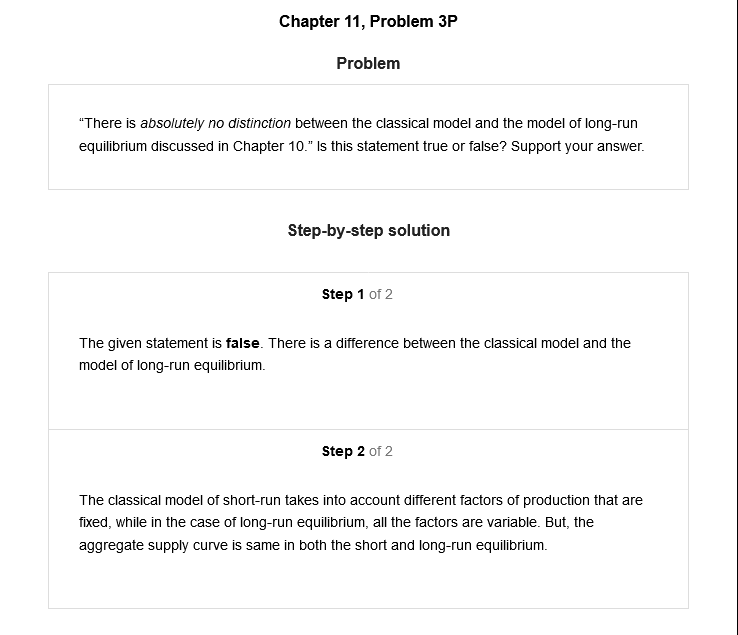 Chapter 11, Problem 3P
Problem
“There is absolutely no distinction between the classical model and the model of long-run
equilibrium discussed in Chapter 10.” Is this statement true or false? Support your answer.
Step-by-step solution
Step 1 of 2
The given statement is false. There is a difference between the classical model and the
model of long-run equilibrium.
Step 2 of 2
The classical model of short-run takes into account different factors of production that are
fixed, while in the case of long-run equilibrium, all the factors are variable. But, the
aggregate supply curve is same in both the short and long-run equilibrium.